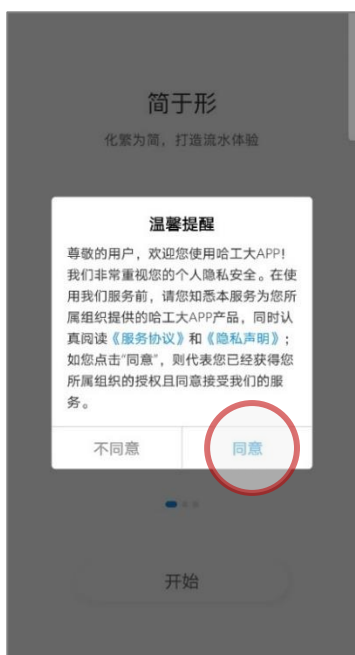 简于形
化繁为简，打造流水体验
温馨提醒
尊敬的用户，欢迎您使用哈工大APP!
我们非常重视您的个人隐私安全。在使
用我们服务前，请您知悉本服务为您所
属组织提供的哈工大APP产品，同时认
真阅读《服务协议》和《隐私声明》；
如您点击“同意”，则代表您已经获得您
所属组织的授权且同意接受我们的服
务。
不同意 同意
开始